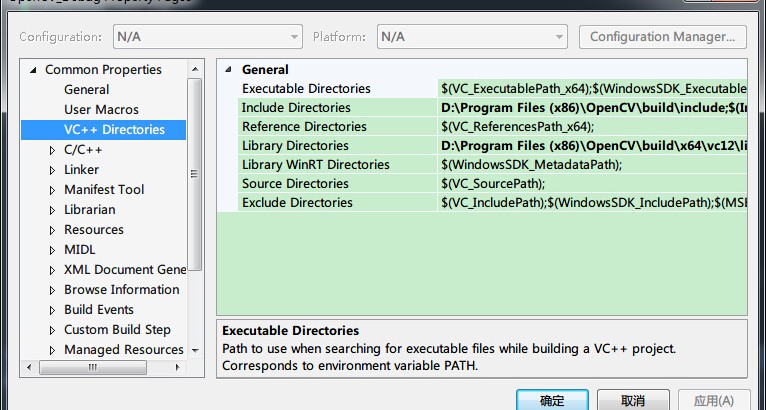 Configuration: N/A Platform: N/A Configuration Manager...
Common Properties
General
User Macros
VC++ Directories
C/C++
Linker
Manifest Tool
Librarian
Resources
MIDL
XML Document Gene
Browse Information
Build Events
Custom Build Step
Managed Resources
General
Executable Directories $(VC_ExecutablePath_x64);$(WindowsSDK_Executable
Include Directories D:\Program Files (x86)\OpenCV\build\include;$(In
Reference Directories $(VC_ReferencesPath_x64);
Library Directories D:\Program Files (x86)\OpenCV\build\x64\vc12\li
Library WinRT Directories $(WindowsSDK_MetadataPath);
Source Directories $(VC_SourcePath);
Exclude Directories $(VC_IncludePath);$(WindowsSDK_IncludePath);$(MSE
Executable Directories
Path to use when searching for executable files while building a VC++ project.
Corresponds to environment variable PATH.
确定 取消 应用(A)